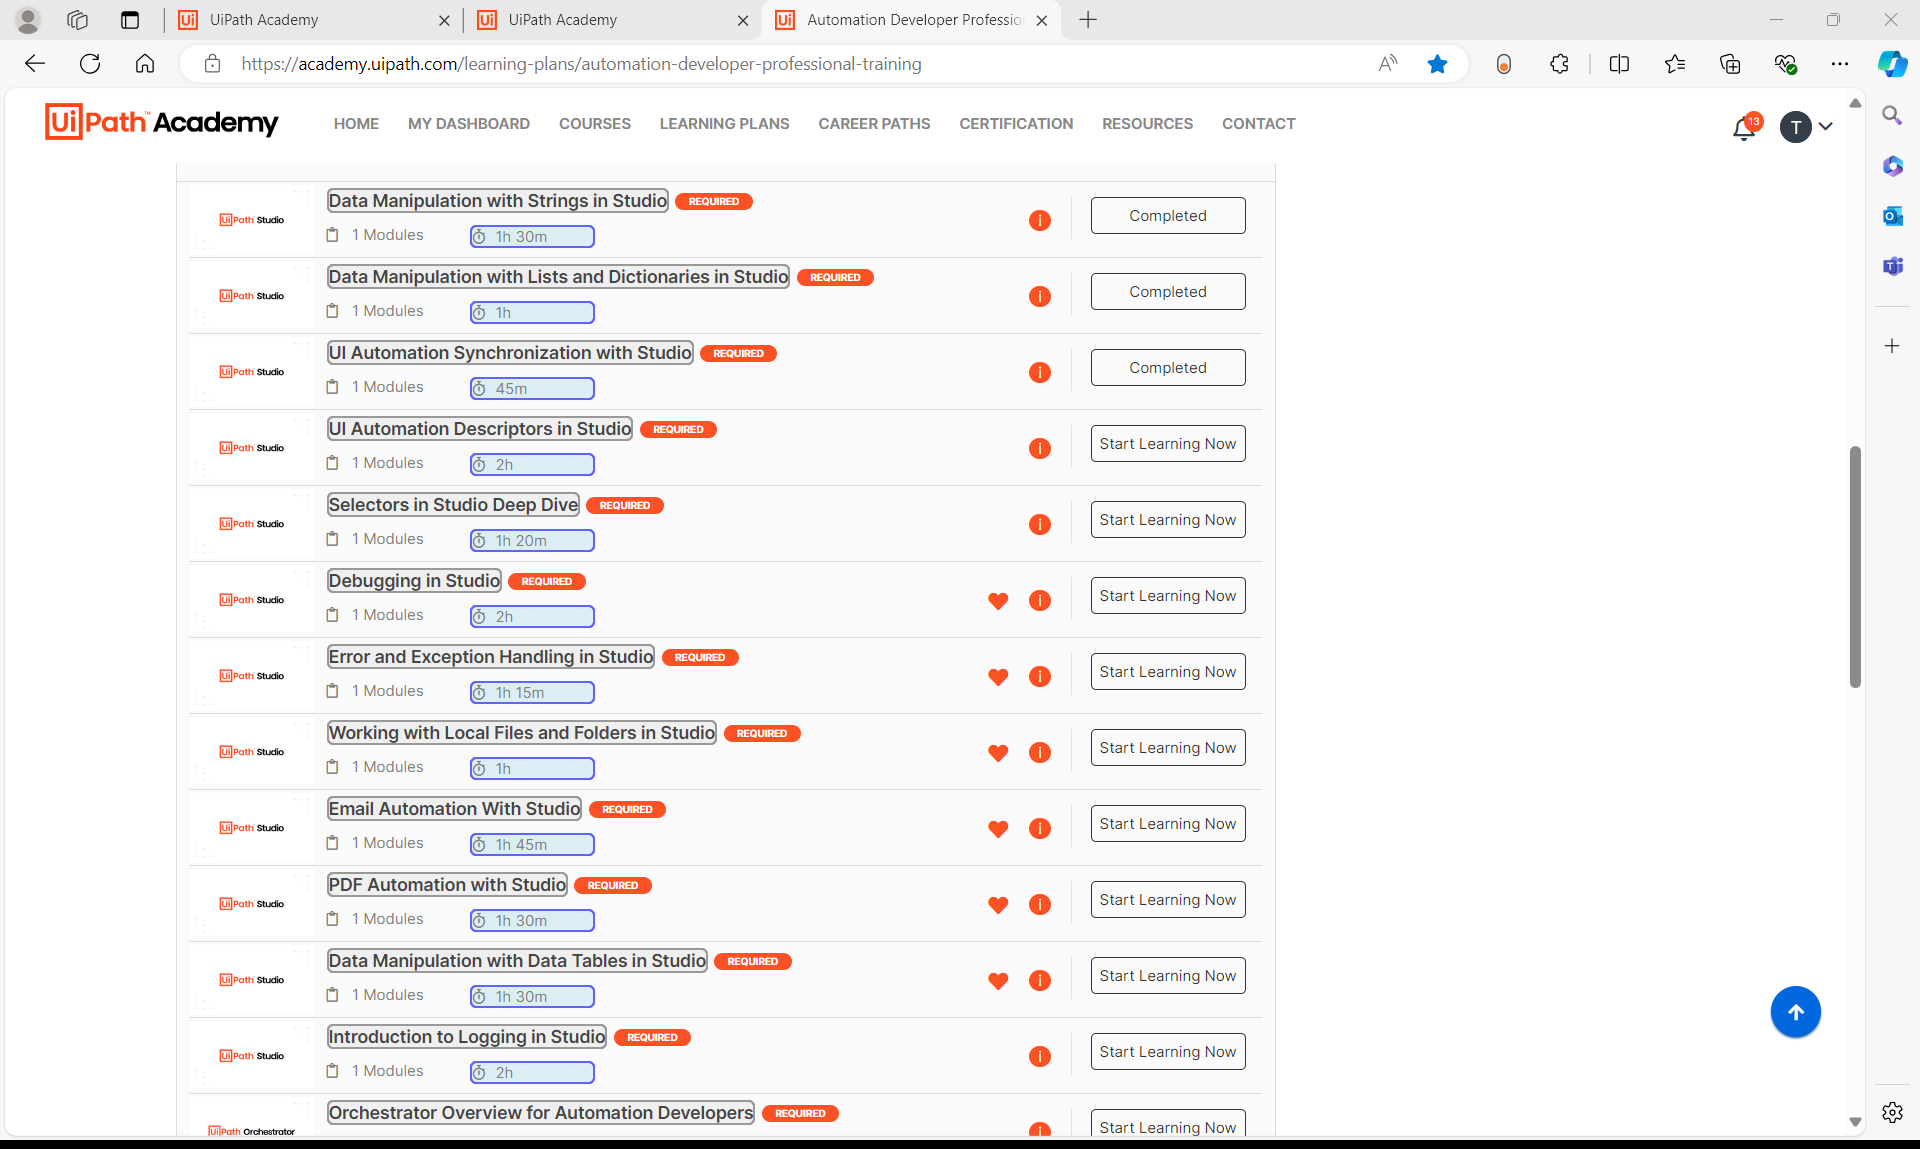 UiPath Academy
UiPath Academy
Automation Developer Professio
https://academy.uipath.com/learning-plans/automation-developer-professional-training
UiPath Academy
HOME
MY DASHBOARD
COURSES
LEARNING PLANS
CAREER PATHS
CERTIFICATION
RESOURCES
CONTACT
13
T
UiPath Studio
Data Manipulation with Strings in Studio REQUIRED
1 Modules 1h 30m
Completed
UiPath Studio
Data Manipulation with Lists and Dictionaries in Studio REQUIRED
1 Modules 1h
Completed
UiPath Studio
UI Automation Synchronization with Studio REQUIRED
1 Modules 45m
Completed
UiPath Studio
UI Automation Descriptors in Studio REQUIRED
1 Modules 2h
Start Learning Now
UiPath Studio
Selectors in Studio Deep Dive REQUIRED
1 Modules 1h 20m
Start Learning Now
UiPath Studio
Debugging in Studio REQUIRED
1 Modules 2h
Start Learning Now
UiPath Studio
Error and Exception Handling in Studio REQUIRED
1 Modules 1h 15m
Start Learning Now
UiPath Studio
Working with Local Files and Folders in Studio REQUIRED
1 Modules 1h
Start Learning Now
UiPath Studio
Email Automation With Studio REQUIRED
1 Modules 1h 45m
Start Learning Now
UiPath Studio
PDF Automation with Studio REQUIRED
1 Modules 1h 30m
Start Learning Now
UiPath Studio
Data Manipulation with Data Tables in Studio REQUIRED
1 Modules 1h 30m
Start Learning Now
UiPath Studio
Introduction to Logging in Studio REQUIRED
1 Modules 2h
Start Learning Now
UiPath Orchestrator
Orchestrator Overview for Automation Developers REQUIRED
Start Learning Now